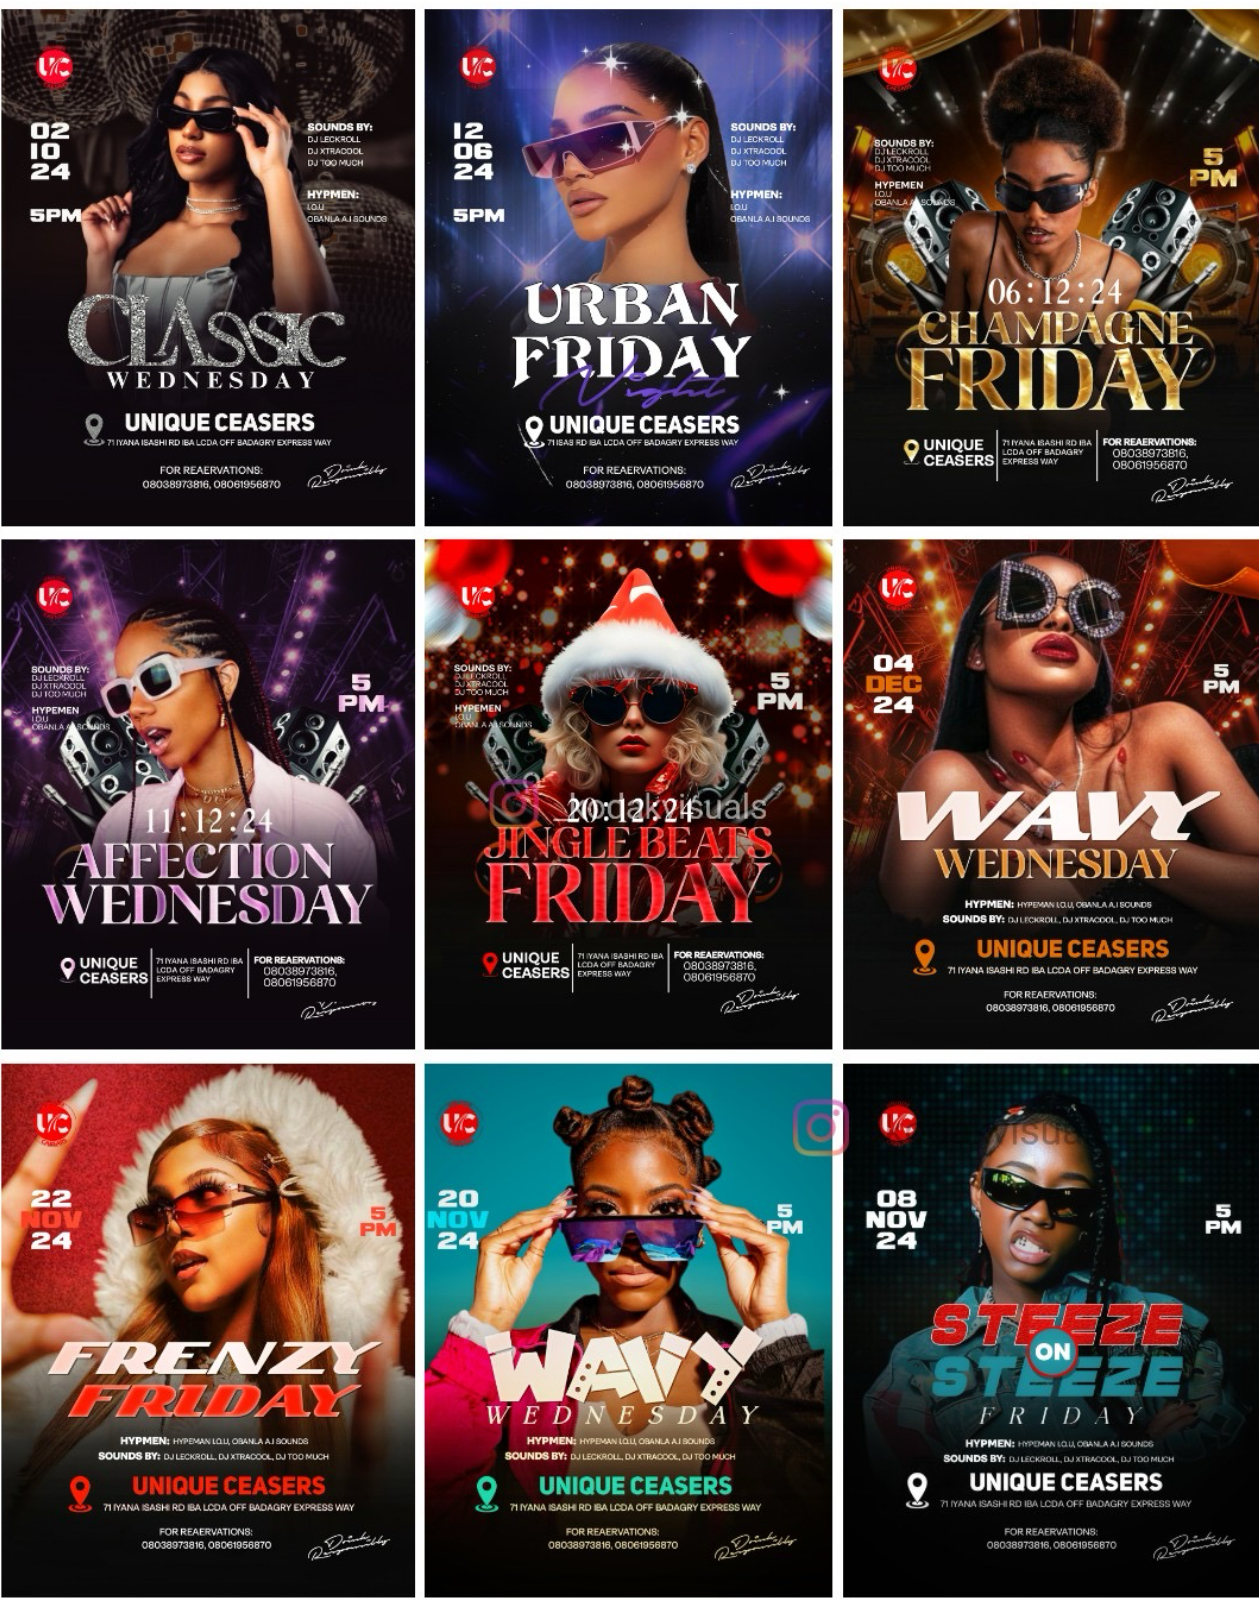 UC
02
10
24
5PM
SOUNDS BY:
DJ LECKROLL
DJ XTRACOOL
DJ TOO MUCH
HYPMEN:
I.O.U
OBANLA A.I SOUNDS
CLASSIC
WEDNESDAY
UNIQUE CEASERS
71 IYANA ISASHI RD IBA LCDA OFF BADAGRY EXPRESS WAY
FOR REAERVATIONS:
08038973816, 08061956870
Drink
Responsibly
UC
12
06
24
5PM
SOUNDS BY:
DJ LECKROLL
DJ XTRACOOL
DJ TOO MUCH
HYPMEN:
I.O.U
OBANLA A.I SOUNDS
URBAN
FRIDAY
Night
UNIQUE CEASERS
71 ISAS RD IBA LCDA OFF BADAGRY EXPRESS WAY
FOR REAERVATIONS:
08038973816, 08061956870
Drink
Responsibly
UC
SOUNDS BY:
DJ LECKROLL
DJ XTRACOOL
DJ TOO MUCH
HYPEMEN
I.O.U
OBANLA A.I SOUNDS
5
PM
06:12:24
CHAMPAGNE
FRIDAY
UNIQUE
CEASERS
71 IYANA ISASHI RD IBA
LCDA OFF BADAGRY
EXPRESS WAY
FOR REAERVATIONS:
08038973816,
08061956870
Drink
Responsibly
UC
SOUNDS BY:
DJ LECKROLL
DJ XTRACOOL
DJ TOO MUCH
HYPEMEN
I.O.U
OBANLA A.I SOUNDS
5
PM
11:12:24
AFFECTION
WEDNESDAY
UNIQUE
CEASERS
71 IYANA ISASHI RD IBA
LCDA OFF BADAGRY
EXPRESS WAY
FOR REAERVATIONS:
08038973816,
08061956870
UC
SOUNDS BY:
DJ LECKROLL
DJ XTRACOOL
DJ TOO MUCH
HYPEMEN
I.O.U
OBANLA A.I SOUNDS
5
PM
20:12:24
JINGLE BEATS
FRIDAY
UNIQUE
CEASERS
71 IYANA ISASHI RD IBA
LCDA OFF BADAGRY
EXPRESS WAY
FOR REAERVATIONS:
08038973816,
08061956870
Drink
Responsibly
UC
DG
04
DEC
24
5
PM
WAVY
WEDNESDAY
HYPMEN: HYPEMAN I.O.U, OBANLA A.I SOUNDS
SOUNDS BY: DJ LECKROLL, DJ XTRACOOL, DJ TOO MUCH
UNIQUE CEASERS
71 IYANA ISASHI RD IBA LCDA OFF BADAGRY EXPRESS WAY
FOR REAERVATIONS:
08038973816, 08061956870
Drink
Responsibly
UC
22
NOV
24
5
PM
FRENZY
FRIDAY
HYPMEN: HYPEMAN I.O.U, OBANLA A.I SOUNDS
SOUNDS BY: DJ LECKROLL, DJ XTRACOOL, DJ TOO MUCH
UNIQUE CEASERS
71 IYANA ISASHI RD IBA LCDA OFF BADAGRY EXPRESS WAY
FOR REAERVATIONS:
08038973816, 08061956870
Drink
Responsibly
UC
20
NOV
24
5
PM
WAVY
WEDNESDAY
HYPMEN: HYPEMAN I.O.U, OBANLA A.I SOUNDS
SOUNDS BY: DJ LECKROLL, DJ XTRACOOL, DJ TOO MUCH
UNIQUE CEASERS
71 IYANA ISASHI RD IBA LCDA OFF BADAGRY EXPRESS WAY
FOR REAERVATIONS:
08038973816, 08061956870
Drink
Responsibly
UC
08
NOV
24
5
PM
STEEZE
ON
STEEZE
FRIDAY
HYPMEN: HYPEMAN I.O.U, OBANLA A.I SOUNDS
SOUNDS BY: DJ LECKROLL, DJ XTRACOOL, DJ TOO MUCH
UNIQUE CEASERS
71 IYANA ISASHI RD IBA LCDA OFF BADAGRY EXPRESS WAY
FOR REAERVATIONS:
08038973816, 08061956870
Drink
Responsibly